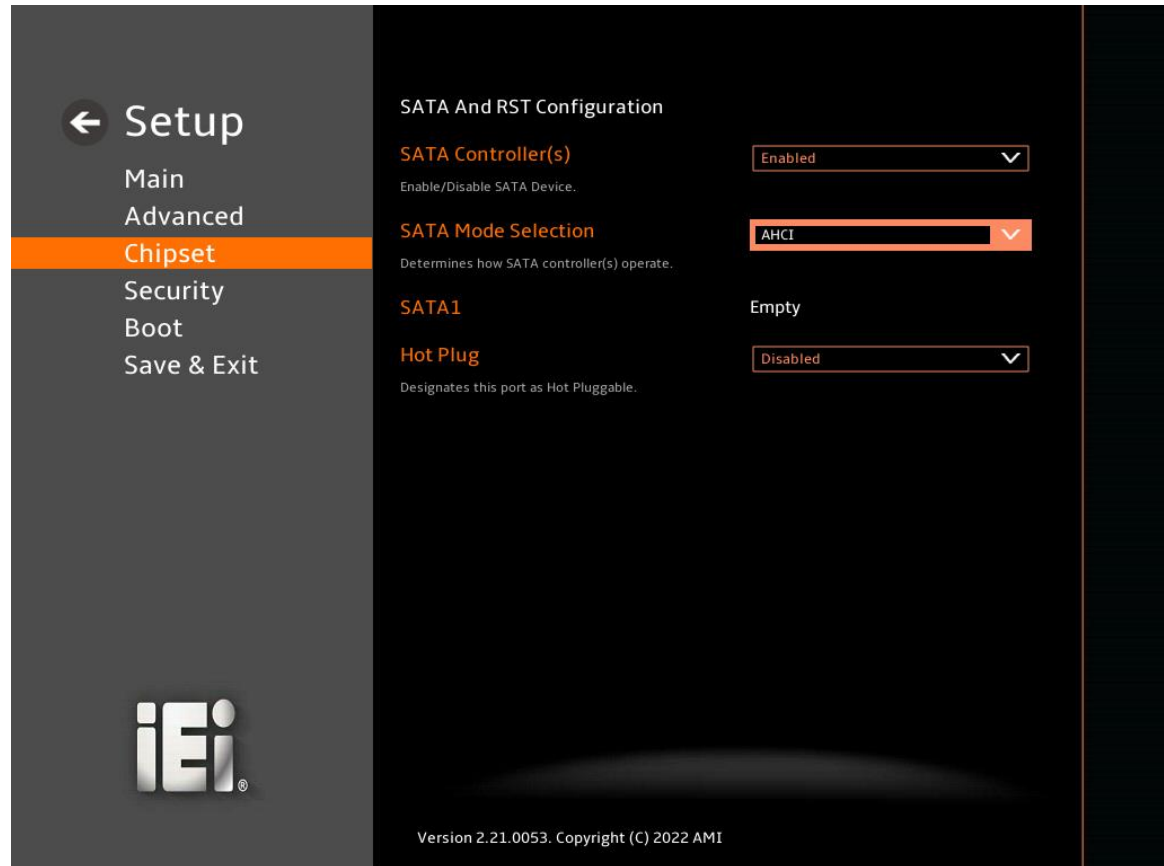 Setup
Main
Advanced
Chipset
Security
Boot
Save & Exit
SATA And RST Configuration
SATA Controller(s)
Enabled
Enable/Disable SATA Device.
SATA Mode Selection
AHCI
Determines how SATA controller(s) operate.
SATA1
Empty
Hot Plug
Disabled
Designates this port as Hot Pluggable.
iEi®
Version 2.21.0053. Copyright (C) 2022 AMI